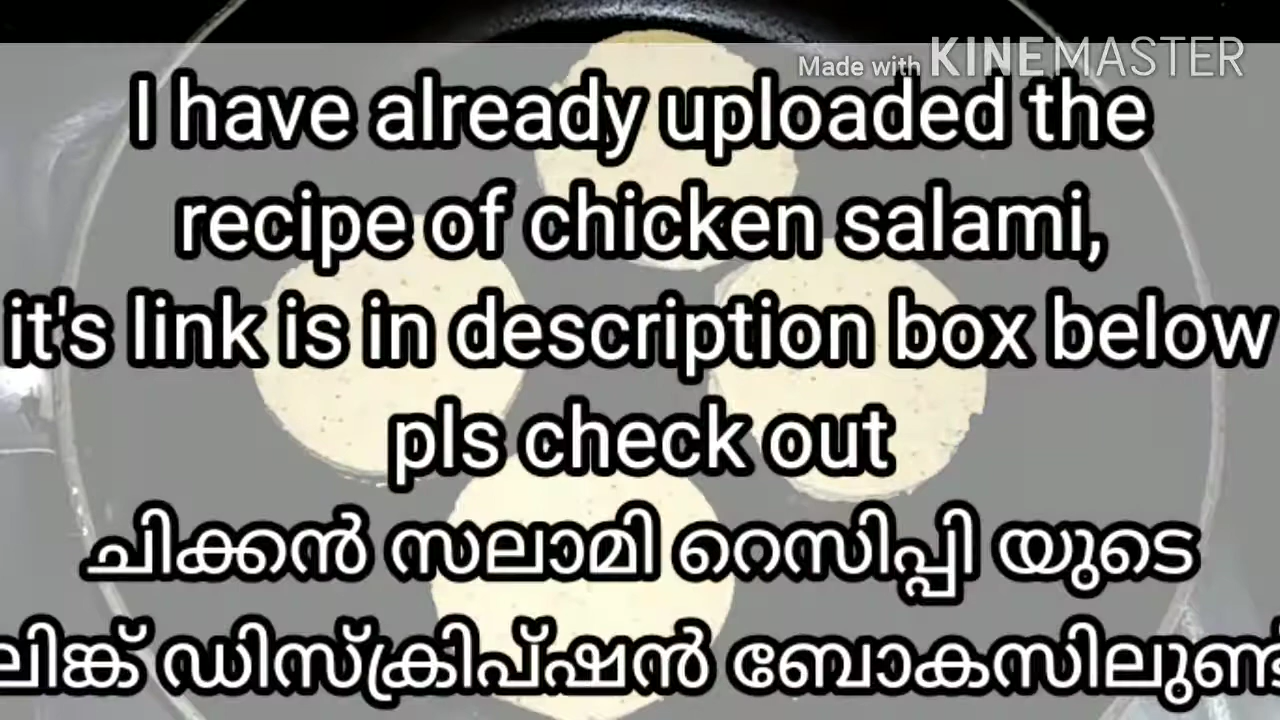 Made with KINEMASTER
I have already uploaded the
recipe of chicken salami,
it's link is in description box below
pls check out
ചിക്കൻ സലാമി റെസിപ്പി യുടെ
ലിങ്ക് ഡിസ്ക്രിപ്ഷൻ ബോകസിലുണ്ട്